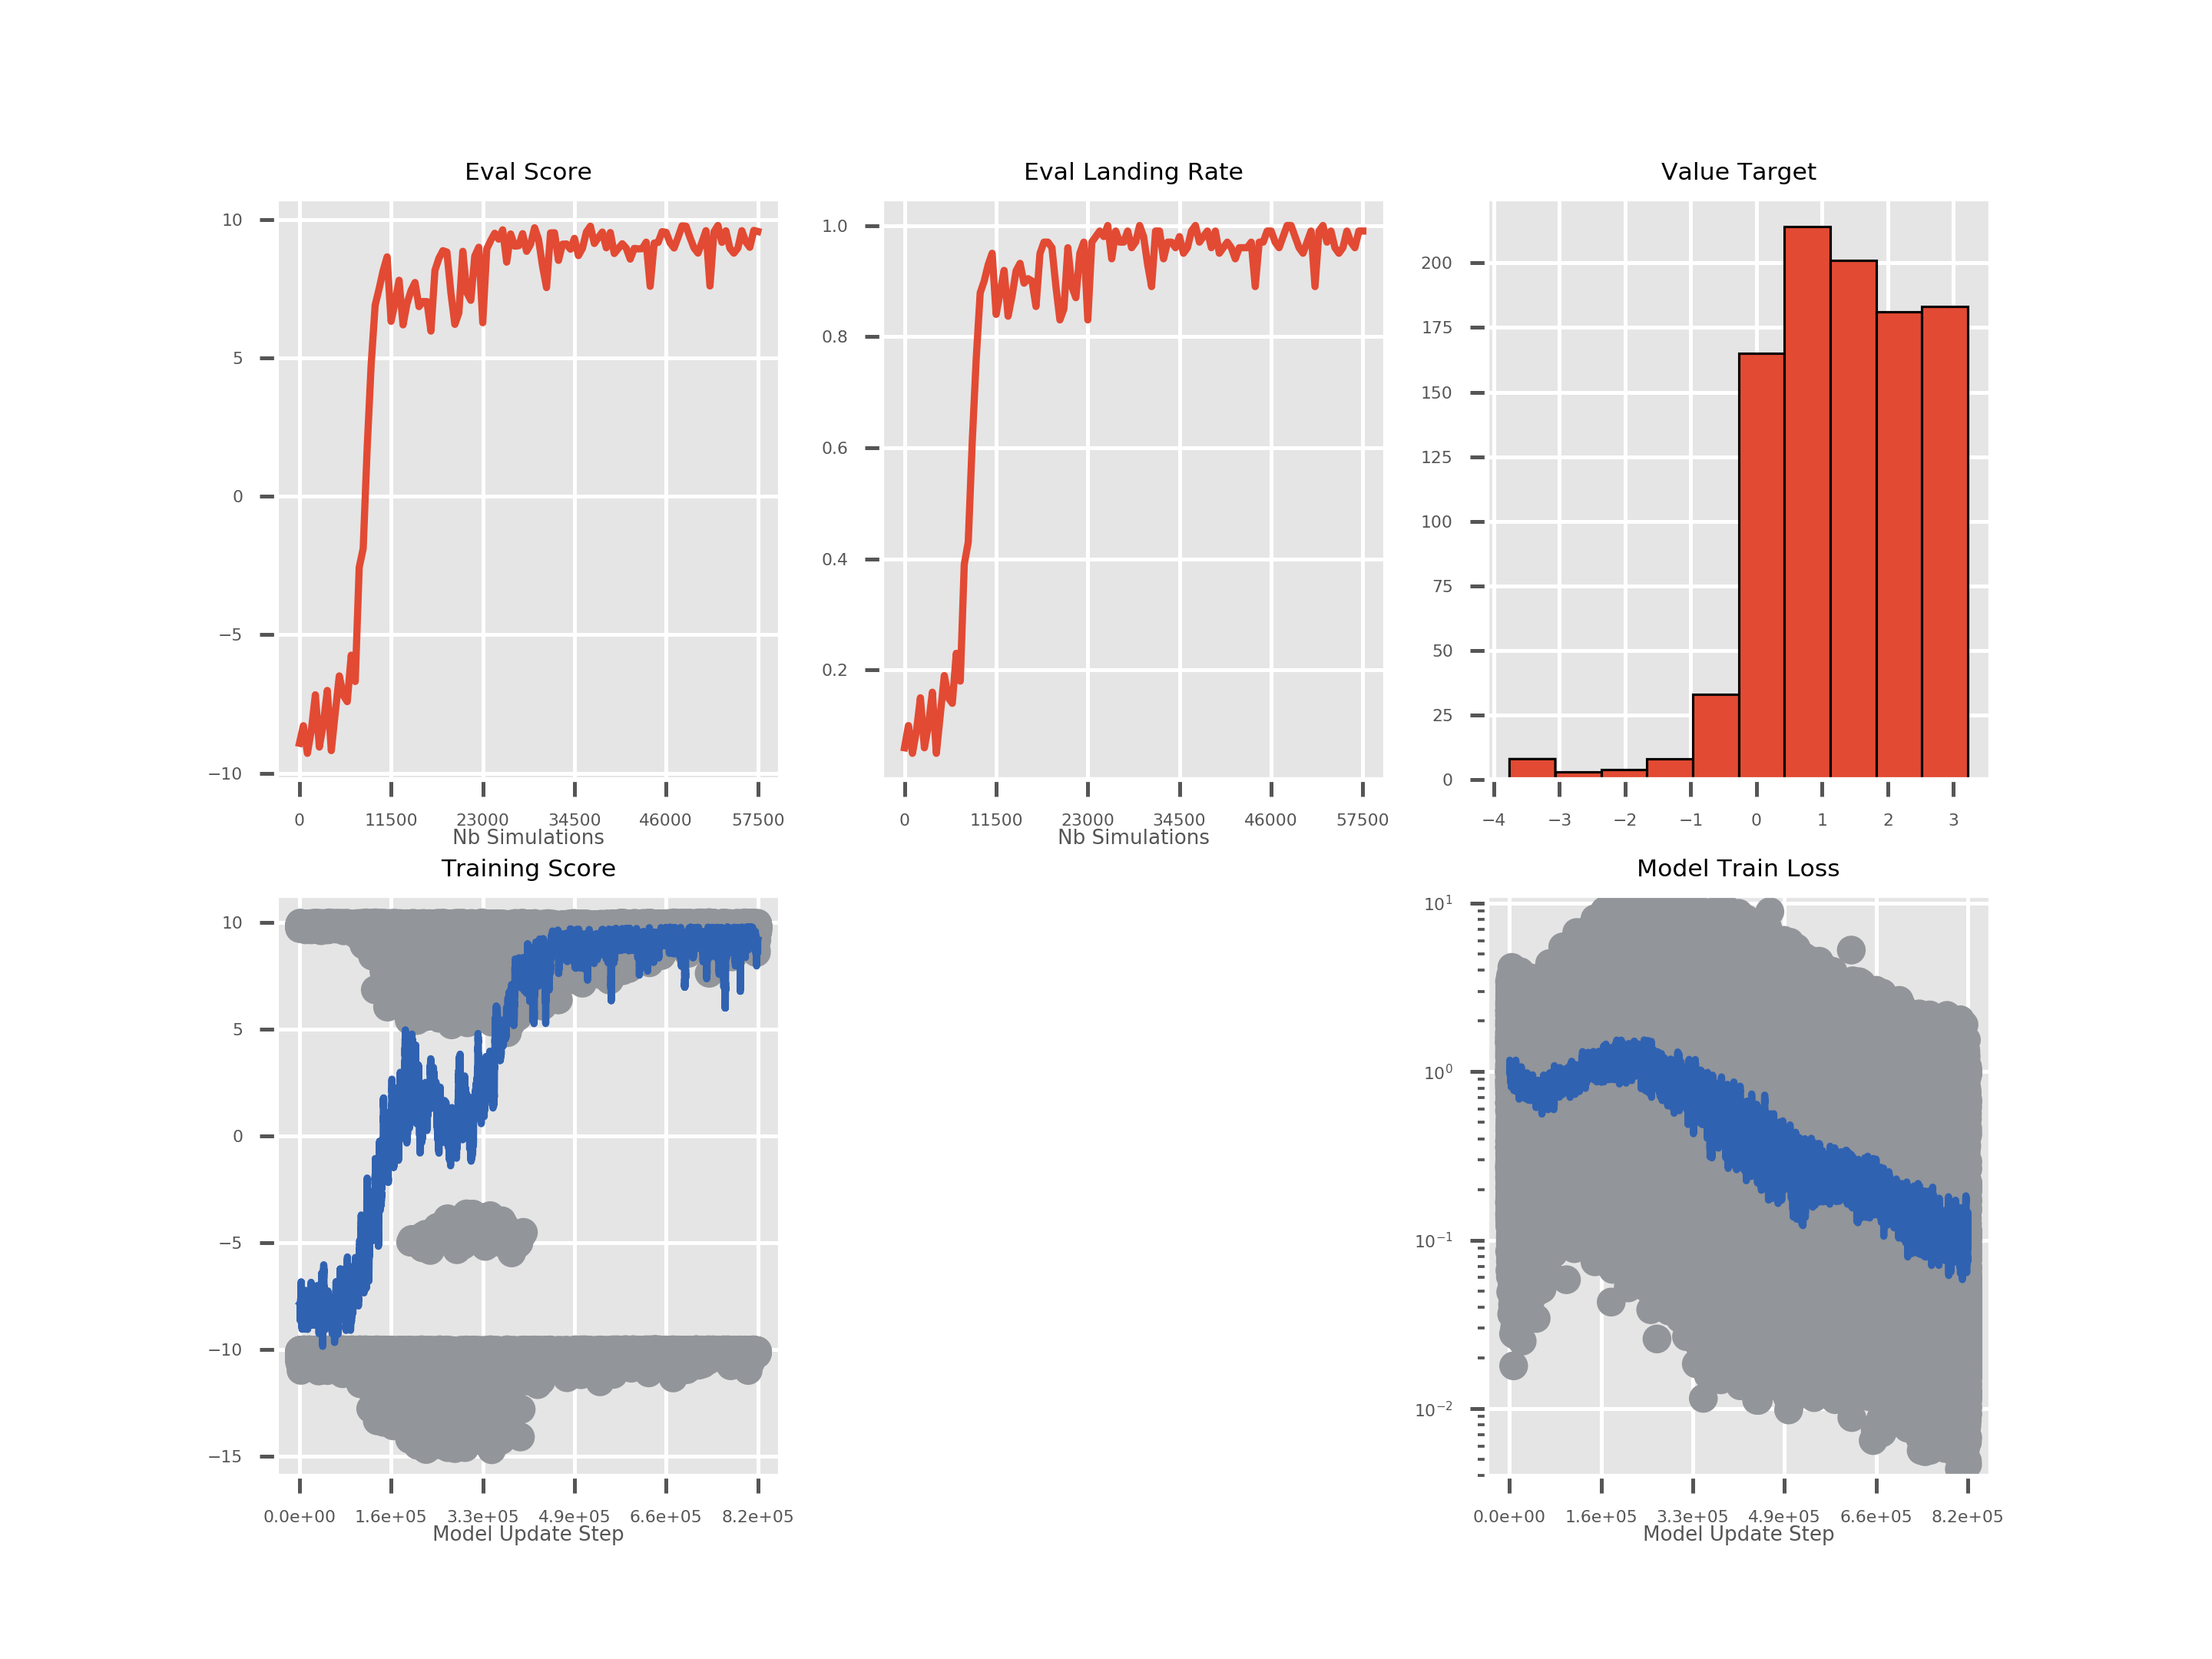 Eval Score
10
5
0
−5
−10
0 11500 23000 34500 46000 57500
Nb Simulations
Eval Landing Rate
1.0
0.8
0.6
0.4
0.2
0 11500 23000 34500 46000 57500
Nb Simulations
Value Target
200
175
150
125
100
75
50
25
0
−4 −3 −2 −1 0 1 2 3
Training Score
10
5
0
−5
−10
−15
0.0e+00 1.6e+05 3.3e+05 4.9e+05 6.6e+05 8.2e+05
Model Update Step
Model Train Loss
10¹
10⁰
10⁻¹
10⁻²
0.0e+00 1.6e+05 3.3e+05 4.9e+05 6.6e+05 8.2e+05
Model Update Step